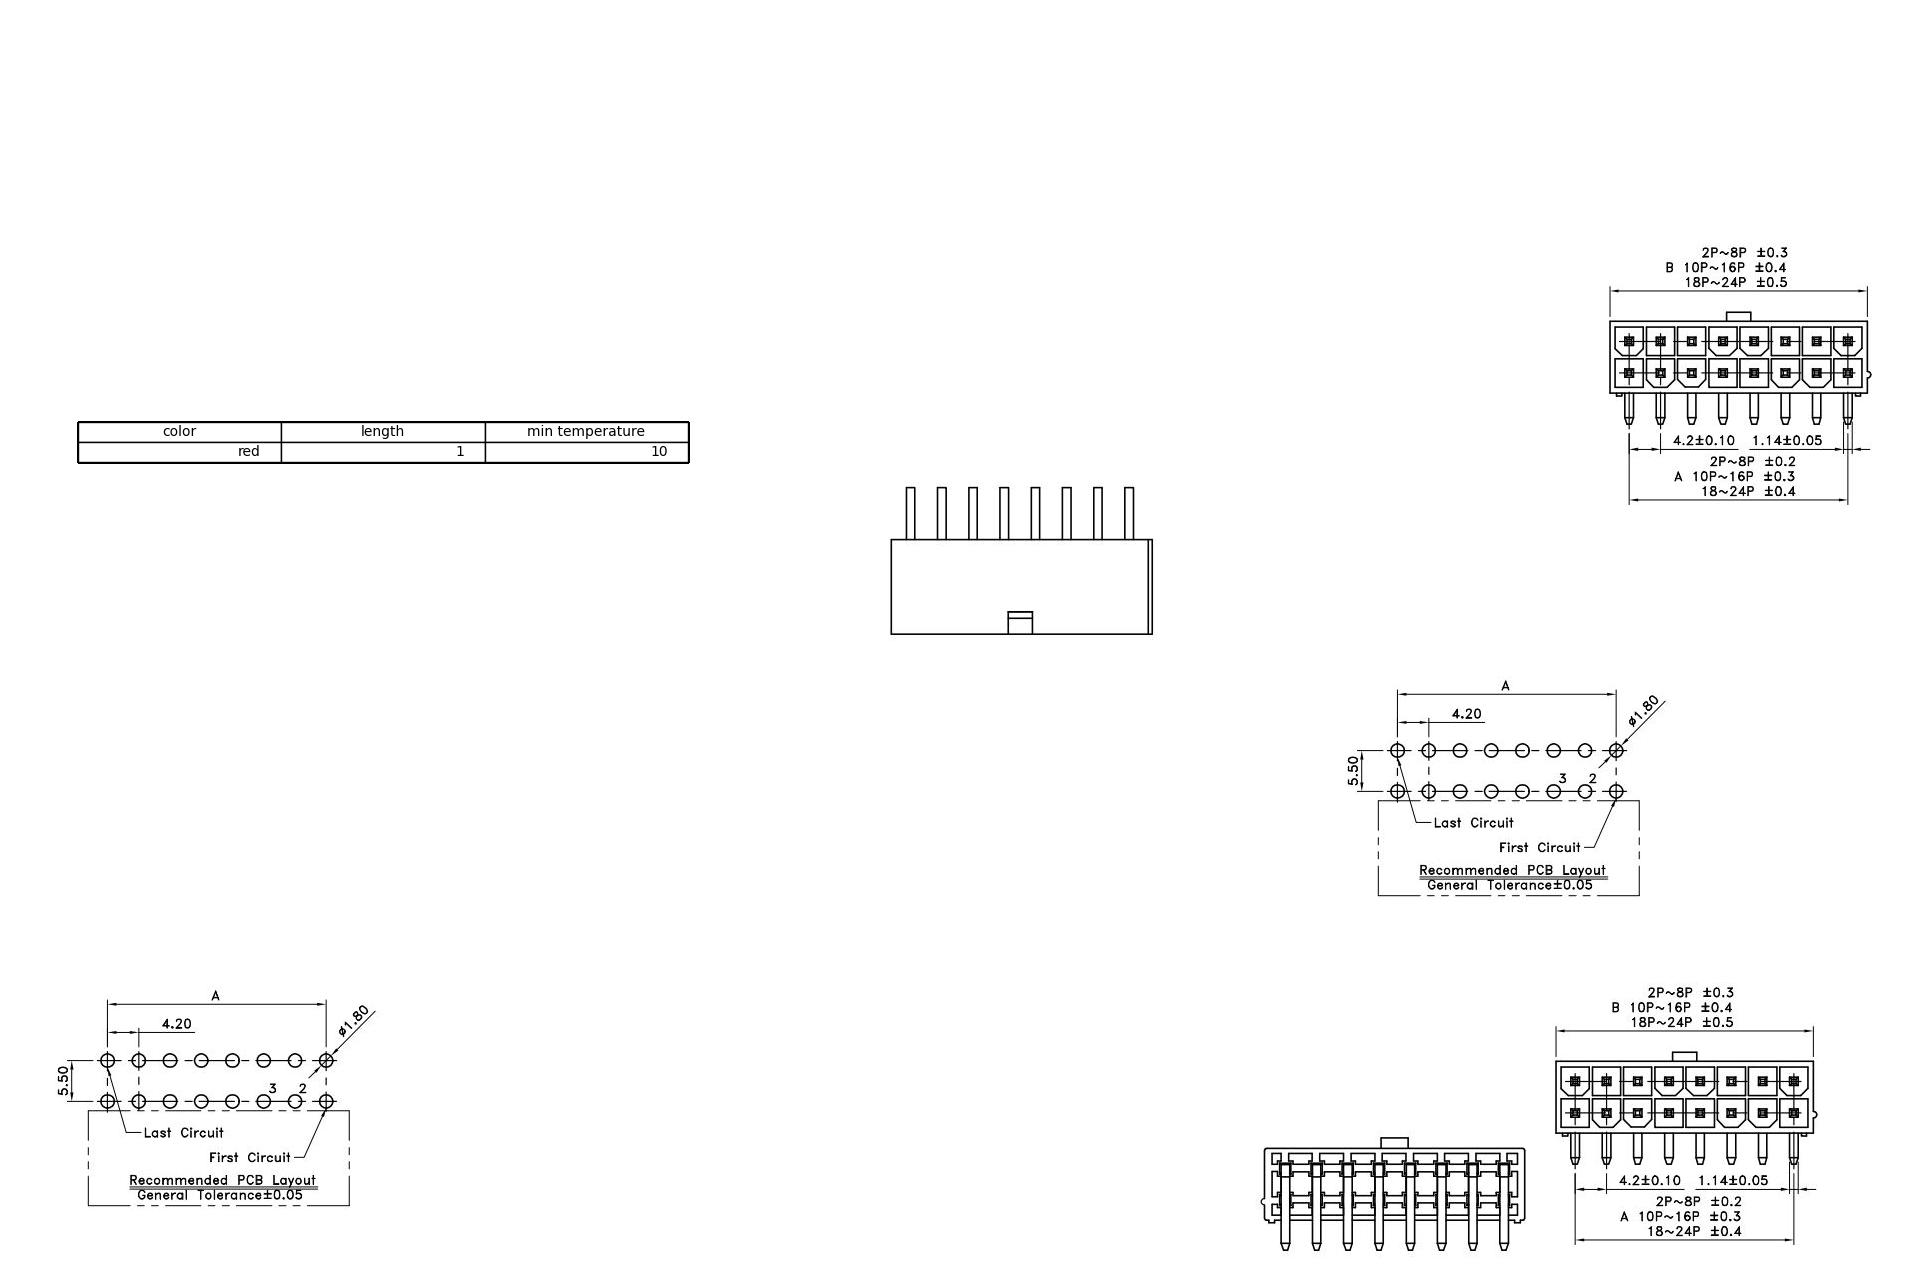 2P~8P ±0.3
B 10P~16P ±0.4
18P~24P ±0.5
color length min temperature
red 1 10
4.2±0.10 1.14±0.05
2P~8P ±0.2
A 10P~16P ±0.3
18~24P ±0.4
A
4.20
ø1.80
5.50
3 2
Last Circuit
First Circuit
Recommended PCB Layout
General Tolerance±0.05
A
4.20
ø1.80
5.50
3 2
Last Circuit
First Circuit
Recommended PCB Layout
General Tolerance±0.05
2P~8P ±0.3
B 10P~16P ±0.4
18P~24P ±0.5
4.2±0.10 1.14±0.05
2P~8P ±0.2
A 10P~16P ±0.3
18~24P ±0.4